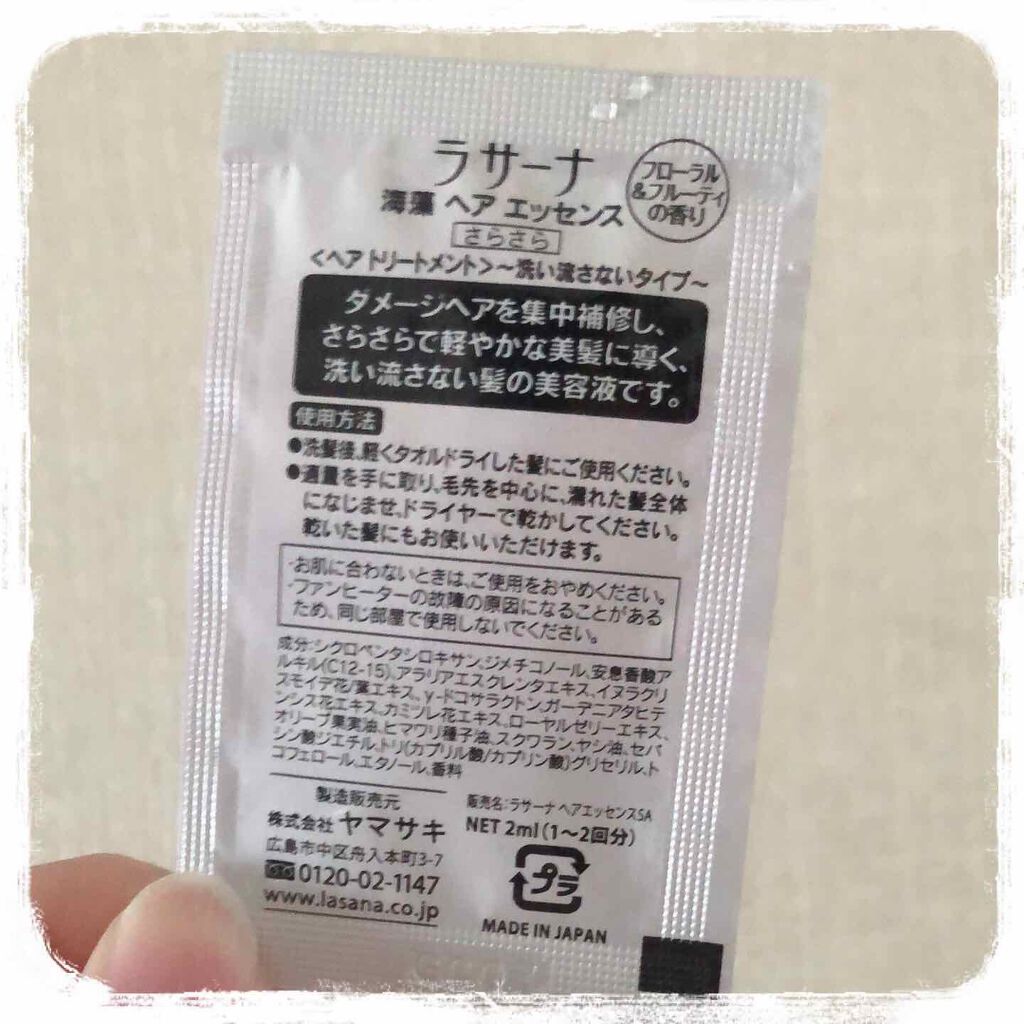 ラサーナ
海藻 ヘア エッセンス
さらさら
フローラル
&フルーティ
の香り
<ヘアトリートメント>〜洗い流さないタイプ〜
ダメージヘアを集中補修し、
さらさらで軽やかな美髪に導く、
洗い流さない髪の美容液です。
使用方法
●洗髪後、軽くタオルドライした髪にご使用ください。
●適量を手に取り、毛先を中心に、濡れた髪全体
になじませ、ドライヤーで乾かしてください。
乾いた髪にもお使いいただけます。
・お肌に合わないときは、ご使用をおやめください。
・ファンヒーターの故障の原因になることがある
ため、同じ部屋で使用しないでください。
成分:シクロペンタシロキサン、ジメチコノール、安息香酸ア
ルキル(C12-15)、アラリアエスクレンタエキス、イヌラクリ
スモイデ花/葉エキス、γ-ドコサラクトン、ガーデニアタヒテ
ンシス花エキス、カミツレ花エキス、ローヤルゼリーエキス、
オリーブ果実油、ヒマワリ種子油、スクワラン、ヤシ油、セバ
シン酸ジエチル、トリ(カプリル酸/カプリン酸)グリセリル、ト
コフェロール、エタノール、香料
製造販売元
株式会社 ヤマサキ
広島市中区舟入本町3-7
0120-02-1147
www.lasana.co.jp
販売名:ラサーナ ヘアエッセンスSA
NET 2ml(1〜2回分)
プラ
MADE IN JAPAN